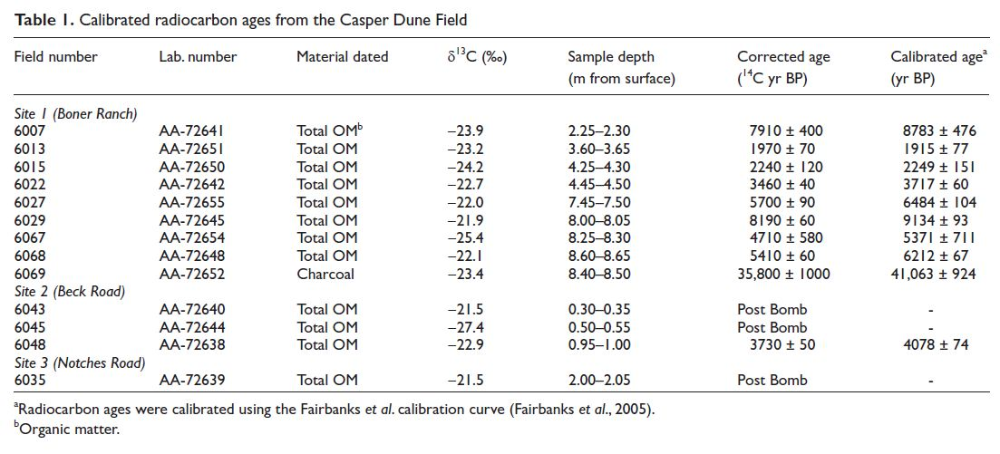 Table 1. Calibrated radiocarbon ages from the Casper Dune Field
Field number Lab. number Material dated δ¹³C (‰) Sample depth Corrected age Calibrated ageᵃ
(m from surface) (¹⁴C yr BP) (yr BP)
Site 1 (Boner Ranch)
6007 AA-72641 Total OMᵇ –23.9 2.25–2.30 7910 ± 400 8783 ± 476
6013 AA-72651 Total OM –23.2 3.60–3.65 1970 ± 70 1915 ± 77
6015 AA-72650 Total OM –24.2 4.25–4.30 2240 ± 120 2249 ± 151
6022 AA-72642 Total OM –22.7 4.45–4.50 3460 ± 40 3717 ± 60
6027 AA-72655 Total OM –22.0 7.45–7.50 5700 ± 90 6484 ± 104
6029 AA-72645 Total OM –21.9 8.00–8.05 8190 ± 60 9134 ± 93
6067 AA-72654 Total OM –25.4 8.25–8.30 4710 ± 580 5371 ± 711
6068 AA-72648 Total OM –22.1 8.60–8.65 5410 ± 60 6212 ± 67
6069 AA-72652 Charcoal –23.4 8.40–8.50 35,800 ± 1000 41,063 ± 924
Site 2 (Beck Road)
6043 AA-72640 Total OM –21.5 0.30–0.35 Post Bomb -
6045 AA-72644 Total OM –27.4 0.50–0.55 Post Bomb -
6048 AA-72638 Total OM –22.9 0.95–1.00 3730 ± 50 4078 ± 74
Site 3 (Notches Road)
6035 AA-72639 Total OM –21.5 2.00–2.05 Post Bomb -
ᵃRadiocarbon ages were calibrated using the Fairbanks et al. calibration curve (Fairbanks et al., 2005).
ᵇOrganic matter.